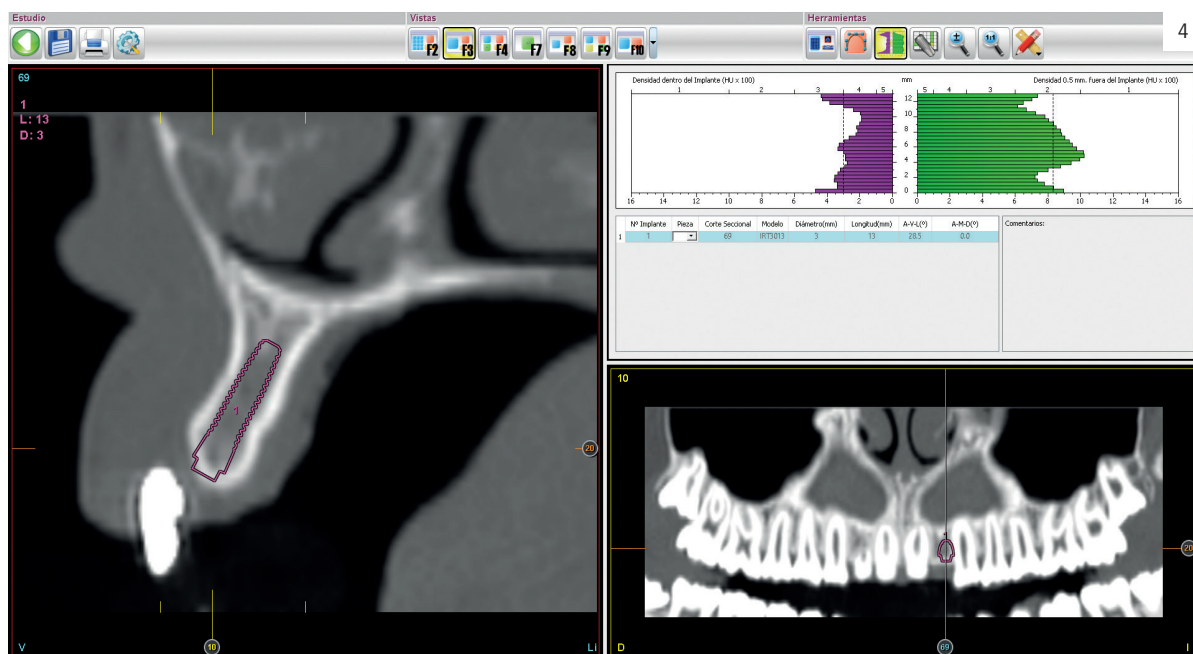 Estudio
Vistas
Herramientas
F2 F3 F4 F7 F8 F9 F10
1:1
4
69
1
L: 13
D: 3
1
20
V
10
Li
Densidad dentro del Implante (HU x 100)
mm
Densidad 0.5 mm. fuera del Implante (HU x 100)
1 2 3 4 5
5 4 3 2 1
12
10
8
6
4
2
0
16 14 12 10 8 6 4 2 0
0 2 4 6 8 10 12 14 16
Nº Implante Pieza Corte Seccional Modelo Diámetro(mm) Longitud(mm) A-V-L(º) A-M-D(º)
1 1 69 IRT3013 3 13 28.5 0.0
Comentarios:
10
1
20
D
69
I